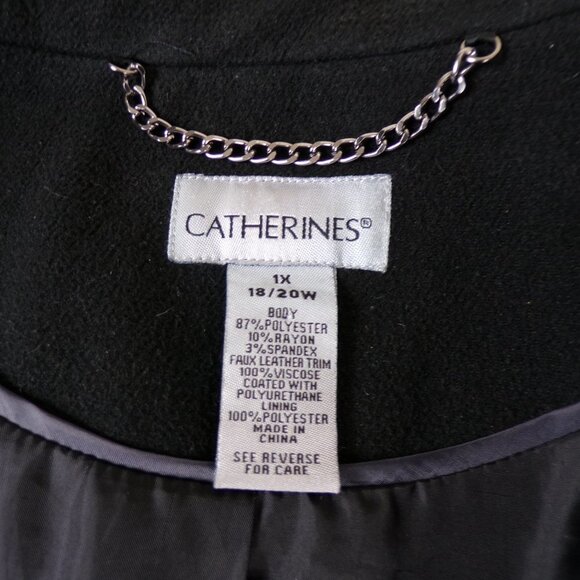 CATHERINES®
1X
18/20W
BODY
87%POLYESTER
10%RAYON
3%SPANDEX
FAUX LEATHER TRIM
100%VISCOSE
COATED WITH
POLYURETHANE
LINING
100%POLYESTER
MADE IN
CHINA
SEE REVERSE
FOR CARE